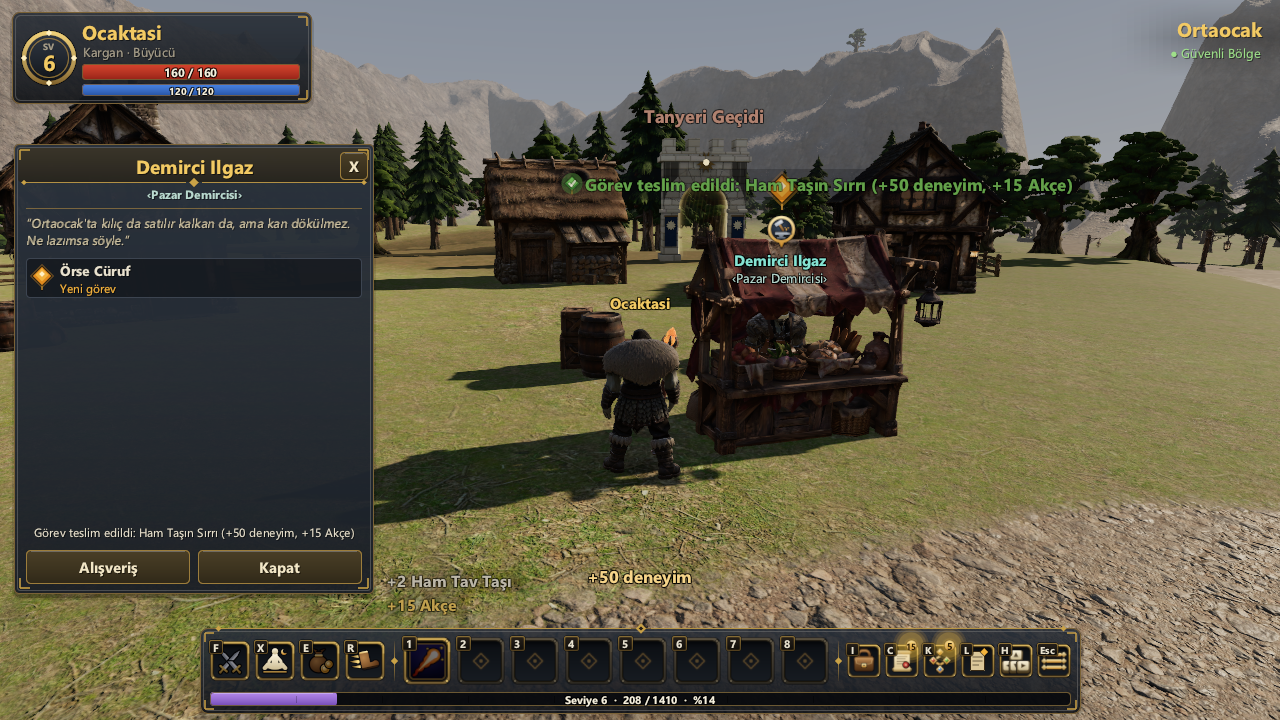 SV
6
Ocaktasi
Kargan · Büyücü
160 / 160
120 / 120
Ortaocak
Güvenli Bölge
Demirci Ilgaz
X
‹Pazar Demircisi›
"Ortaocak'ta kılıç da satılır kalkan da, ama kan dökülmez.
Ne lazımsa söyle."
Örse Cüruf
Yeni görev
Görev teslim edildi: Ham Taşın Sırrı (+50 deneyim, +15 Akçe)
Alışveriş
Kapat
Tanyeri Geçidi
Görev teslim edildi: Ham Taşın Sırrı (+50 deneyim, +15 Akçe)
Demirci Ilgaz
‹Pazar Demircisi›
Ocaktasi
+2 Ham Tav Taşı
+15 Akçe
+50 deneyim
F X E R 1 2 3 4 5 6 7 8 I C 15 K 5 L H Esc
Seviye 6 · 208 / 1410 · %14